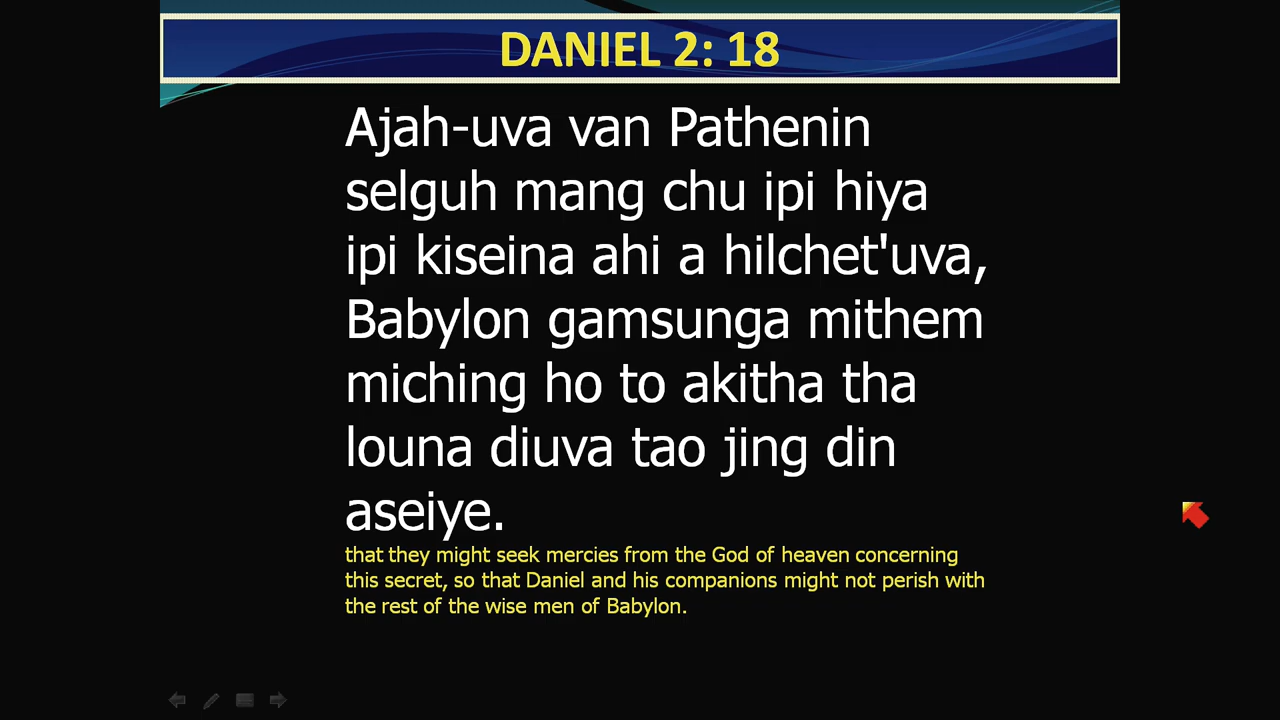 DANIEL 2: 18
Ajah-uva van Pathenin
selguh mang chu ipi hiya
ipi kiseina ahi a hilchet'uva,
Babylon gamsunga mithem
miching ho to akitha tha
louna diuva tao jing din
aseiye.
that they might seek mercies from the God of heaven concerning
this secret, so that Daniel and his companions might not perish with
the rest of the wise men of Babylon.